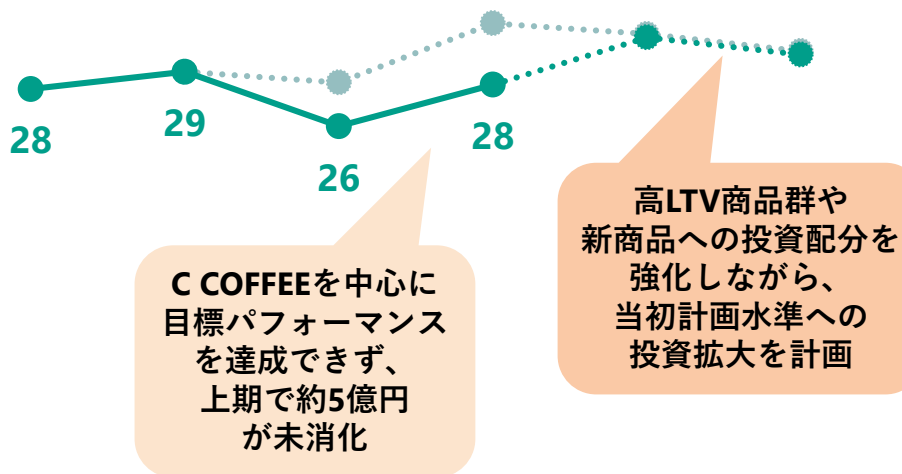 28
29
26
28
C COFFEEを中心に
目標パフォーマンス
を達成できず、
上期で約5億円
が未消化
高LTV商品群や
新商品への投資配分を
強化しながら、
当初計画水準への
投資拡大を計画